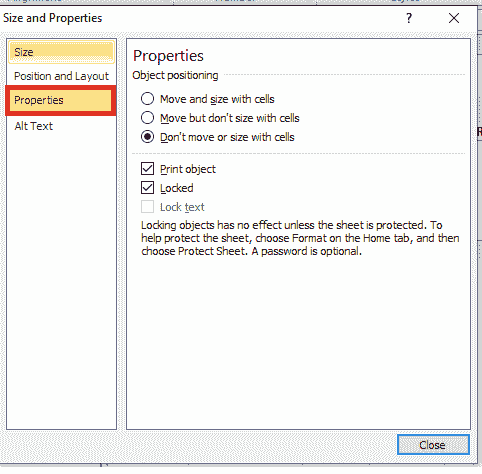 Size and Properties
Size
Position and Layout
Properties
Alt Text
Properties
Object positioning
Move and size with cells
Move but don't size with cells
Don't move or size with cells
Print object
Locked
Lock text
Locking objects has no effect unless the sheet is protected. To
help protect the sheet, choose Format on the Home tab, and then
choose Protect Sheet. A password is optional.
Close